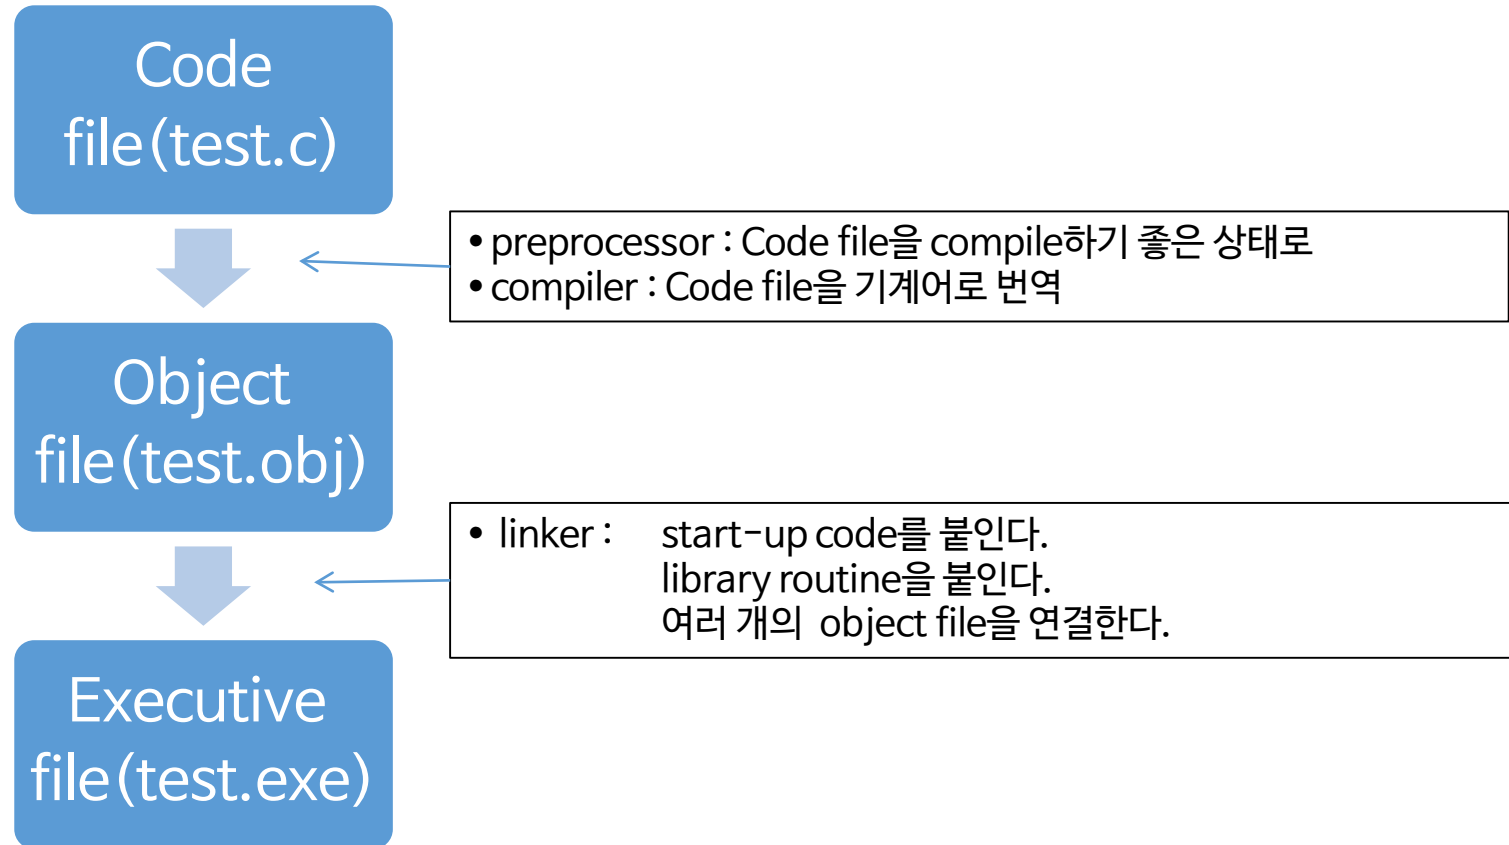 Code
file(test.c)
• preprocessor : Code file을 compile하기 좋은 상태로
• compiler : Code file을 기계어로 번역
Object
file(test.obj)
• linker : start-up code를 붙인다.
library routine을 붙인다.
여러 개의 object file을 연결한다.
Executive
file(test.exe)